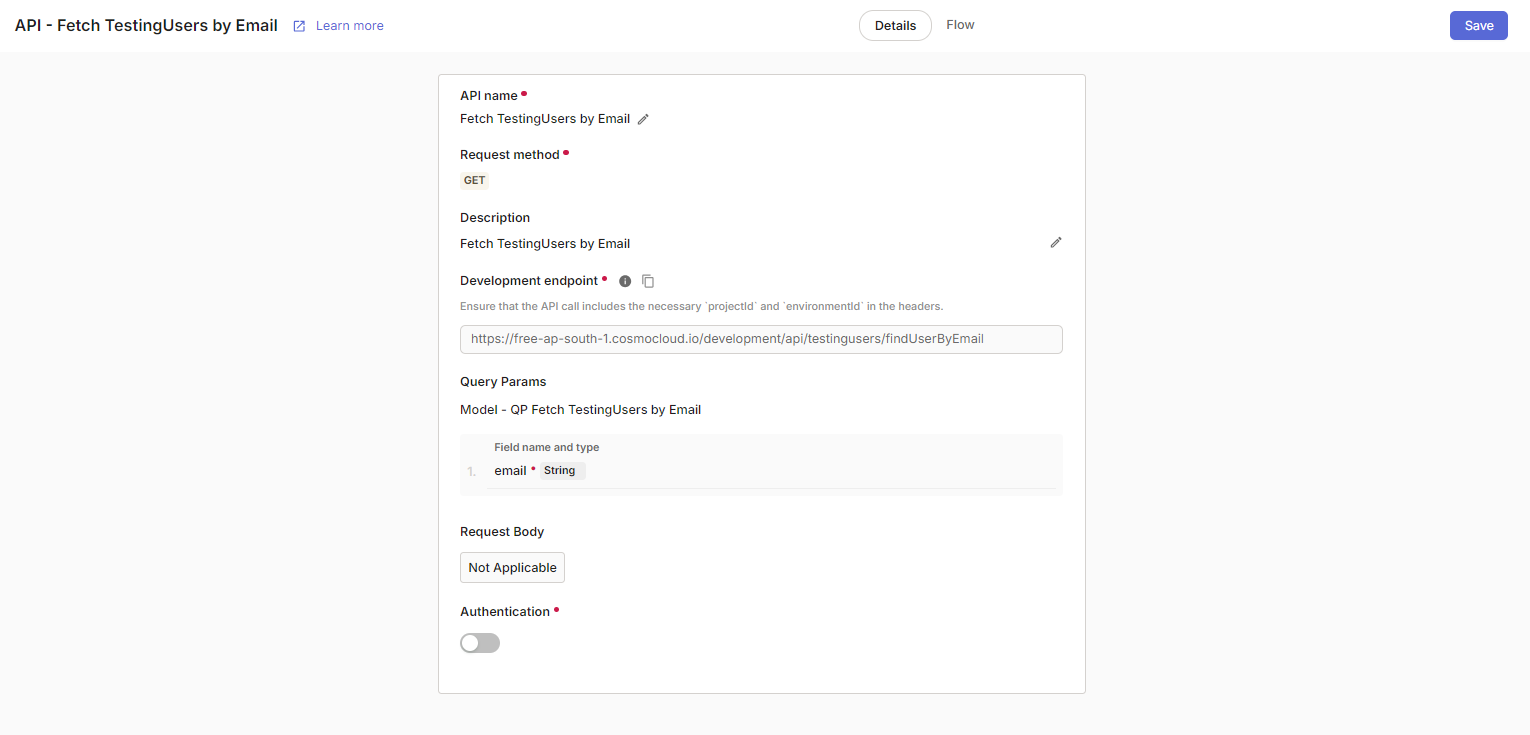 API - Fetch TestingUsers by Email Learn more Details Flow Save
API name
Fetch TestingUsers by Email
Request method
GET
Description
Fetch TestingUsers by Email
Development endpoint
Ensure that the API call includes the necessary `projectId` and `environmentId` in the headers.
https://free-ap-south-1.cosmocloud.io/development/api/testingusers/findUserByEmail
Query Params
Model - QP Fetch TestingUsers by Email
Field name and type
1. email * String
Request Body
Not Applicable
Authentication